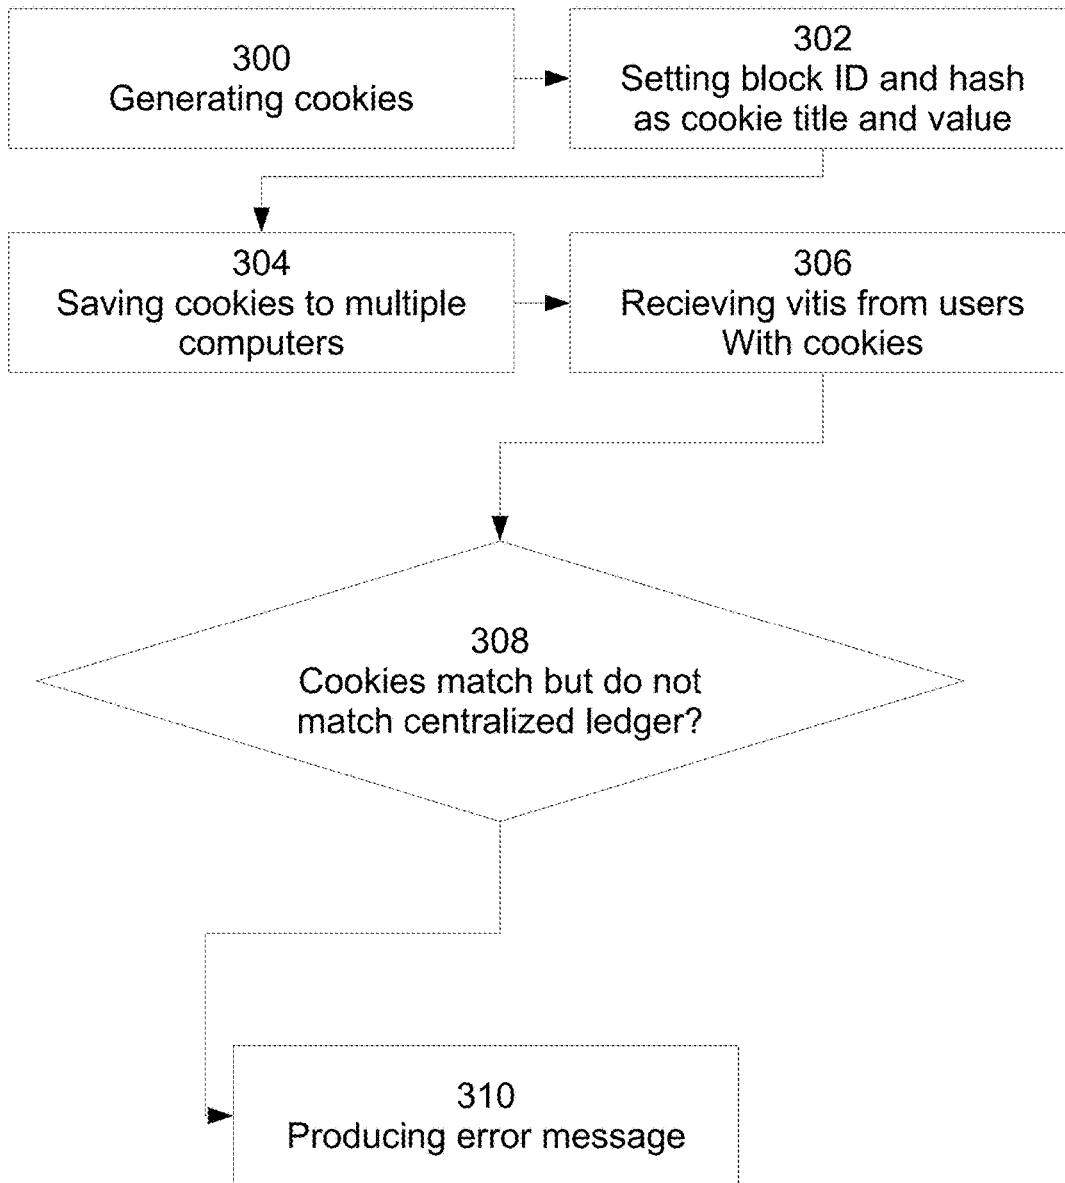 300
Generating cookies
302
Setting block ID and hash
as cookie title and value
304
Saving cookies to multiple
computers
306
Recieving vitis from users
With cookies
308
Cookies match but do not
match centralized ledger?
310
Producing error message